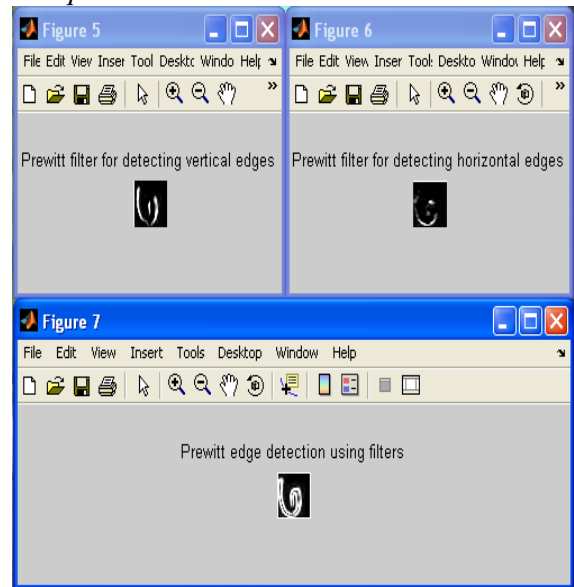 Figure 5
File Edit View Inser Tool Deskto Windo Help
»
Prewitt filter for detecting vertical edges
Figure 6
File Edit View Inser Tool: Deskto Windov Help
»
Prewitt filter for detecting horizontal edges
Figure 7
File Edit View Insert Tools Desktop Window Help
Prewitt edge detection using filters